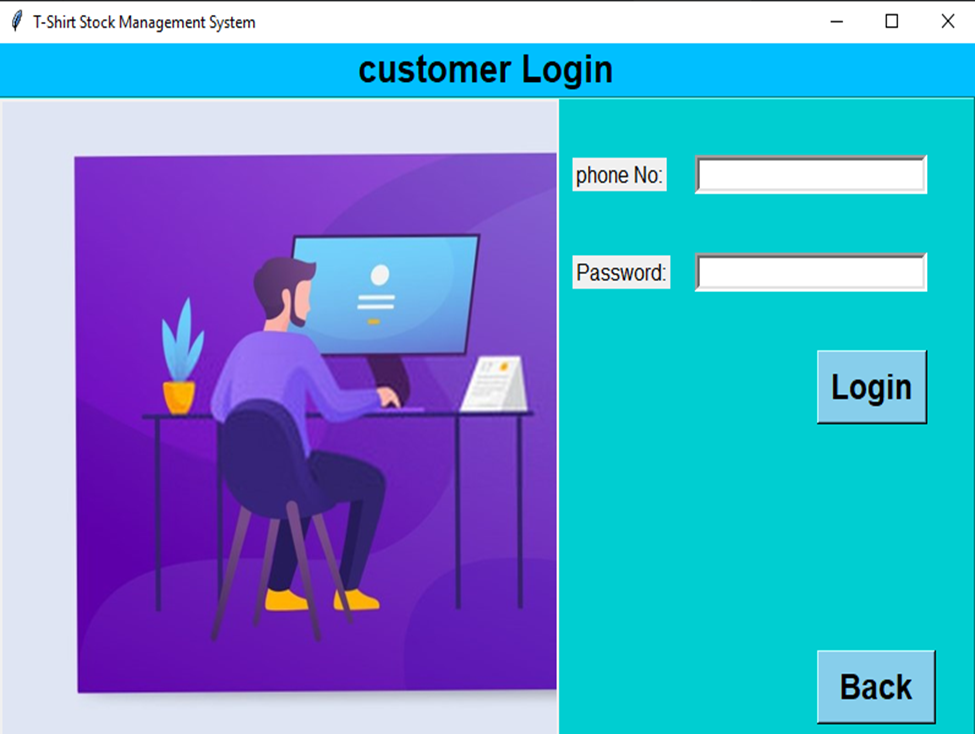 T-Shirt Stock Management System
customer Login
phone No:
Password:
Login
Back